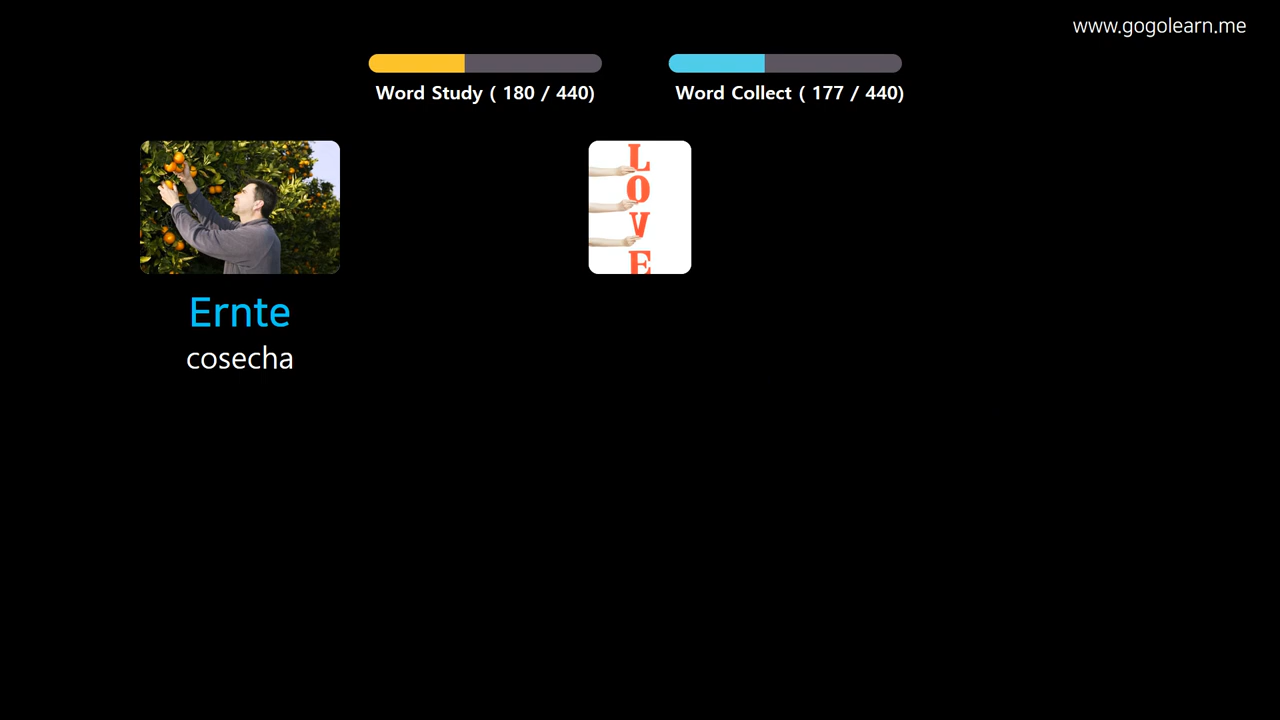 www.gogolearn.me
Word Study ( 180 / 440)
Word Collect ( 177 / 440)
L
O
V
E
Ernte
cosecha